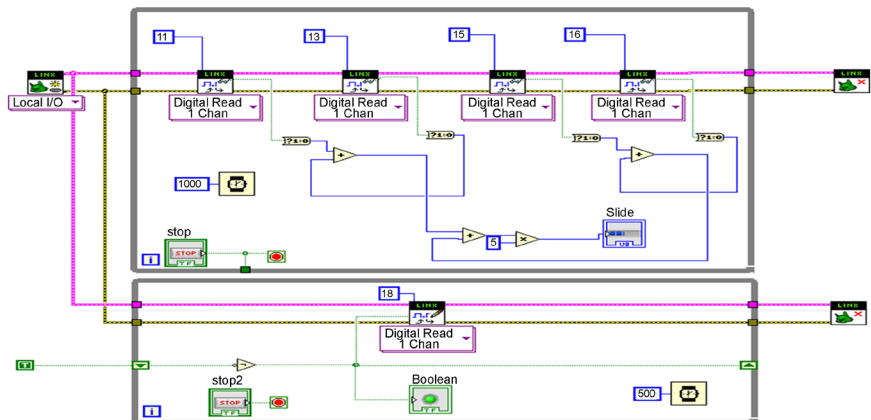 11
13
15
16
LINX
LINX
LINX
LINX
LINX
LINX
Local I/O
Digital Read
1 Chan
Digital Read
1 Chan
Digital Read
1 Chan
Digital Read
1 Chan
?1:0
?1:0
?1:0
?1:0
1000
Slide
5
U8
stop
STOP
TF
i
18
LINX
LINX
Digital Read
1 Chan
T
stop2
STOP
TF
Boolean
TF
500
i